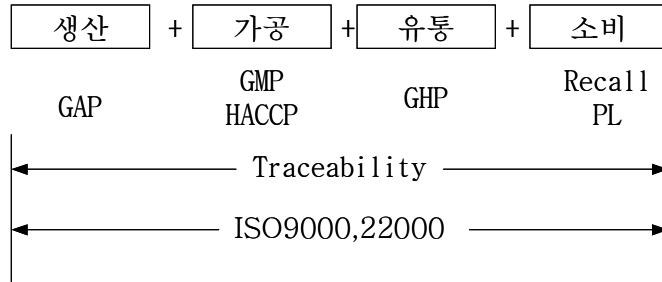 생산 + 가공 + 유통 + 소비
GAP GMP HACCP GHP Recall PL
Traceability
ISO9000,22000